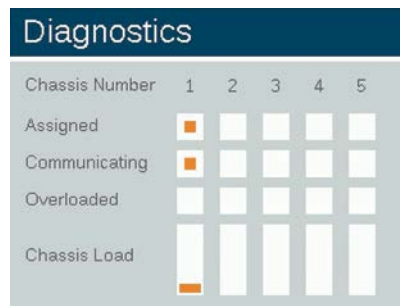 Diagnostics
Chassis Number 1 2 3 4 5
Assigned
Communicating
Overloaded
Chassis Load